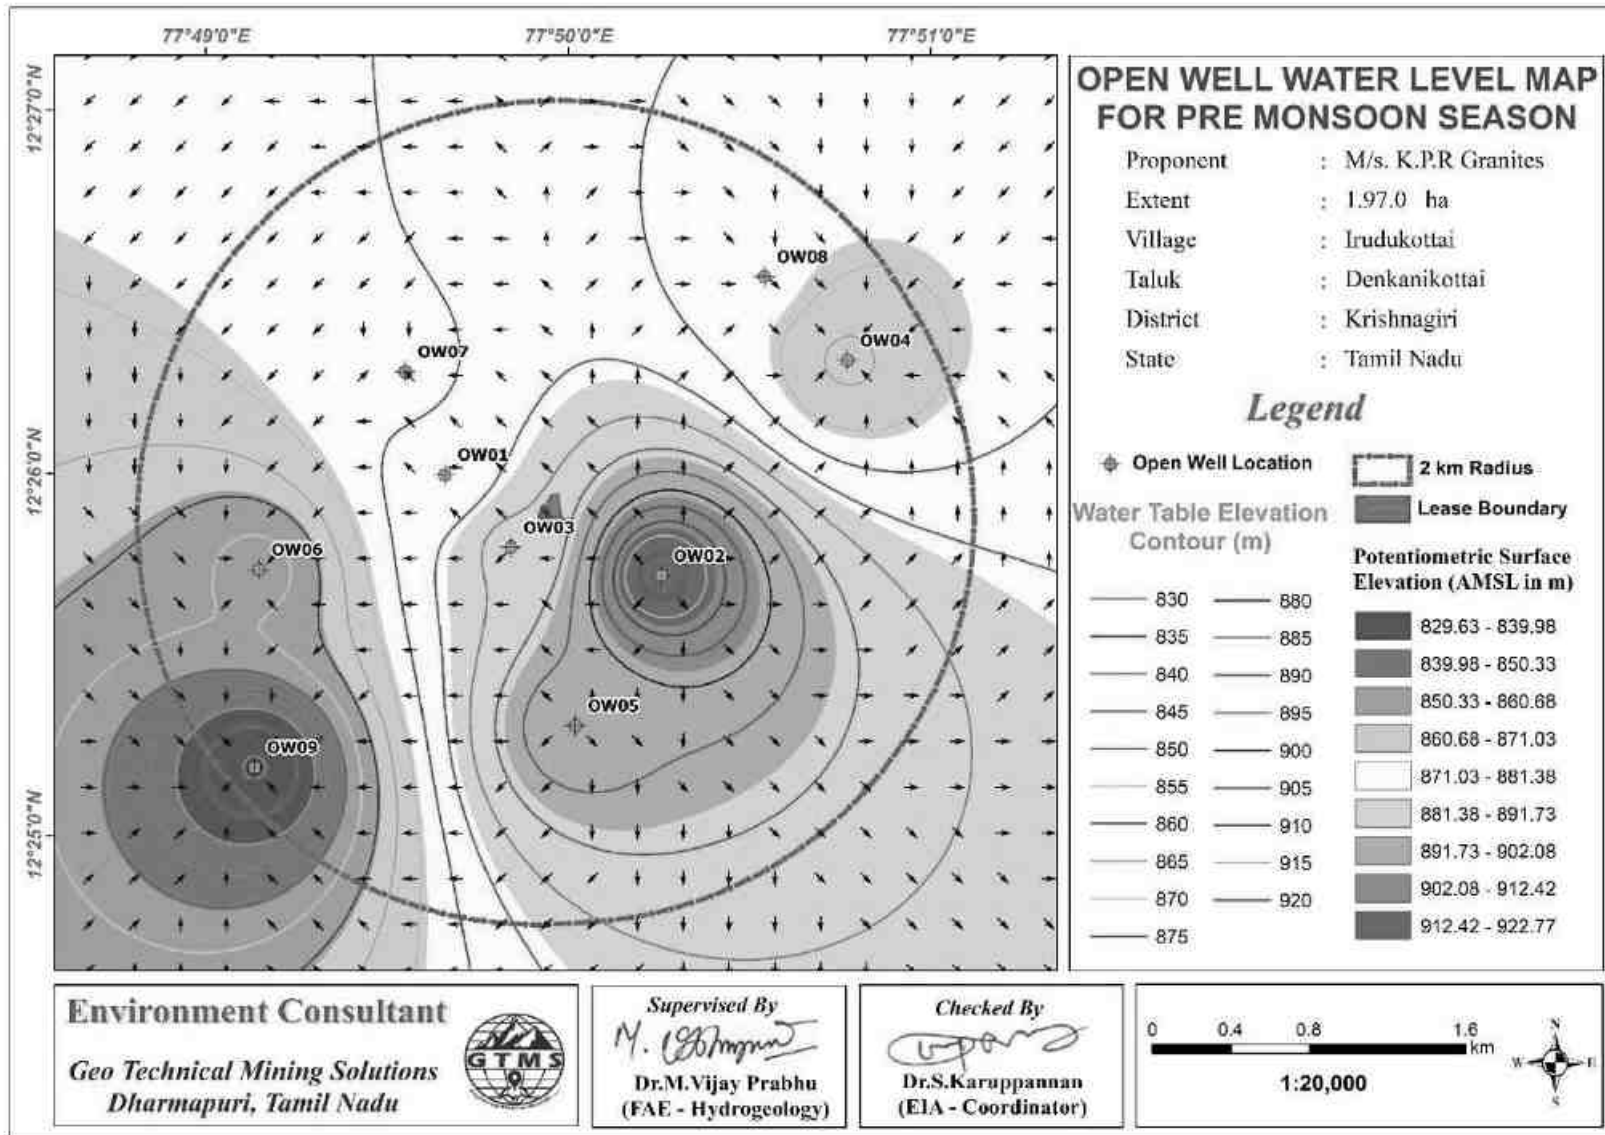 77°49'0"E 77°50'0"E 77°51'0"E
12°27'0"N
12°26'0"N
12°25'0"N
OW08
OW04
OW07
OW01
OW03
OW02
OW06
OW05
OW09
OPEN WELL WATER LEVEL MAP
FOR PRE MONSOON SEASON
Proponent : M/s. K.P.R Granites
Extent : 1.97.0 ha
Village : Irudukottai
Taluk : Denkanikottai
District : Krishnagiri
State : Tamil Nadu
Legend
Open Well Location
2 km Radius
Lease Boundary
Water Table Elevation
Contour (m)
830 880
835 885
840 890
845 895
850 900
855 905
860 910
865 915
870 920
875
Potentiometric Surface
Elevation (AMSL in m)
829.63 - 839.98
839.98 - 850.33
850.33 - 860.68
860.68 - 871.03
871.03 - 881.38
881.38 - 891.73
891.73 - 902.08
902.08 - 912.42
912.42 - 922.77
Environment Consultant
Geo Technical Mining Solutions
Dharmapuri, Tamil Nadu
GTMS
Supervised By
Dr.M.Vijay Prabhu
(FAE - Hydrogeology)
Checked By
Dr.S.Karuppannan
(EIA - Coordinator)
0 0.4 0.8 1.6
km
1:20,000
N
W E
S